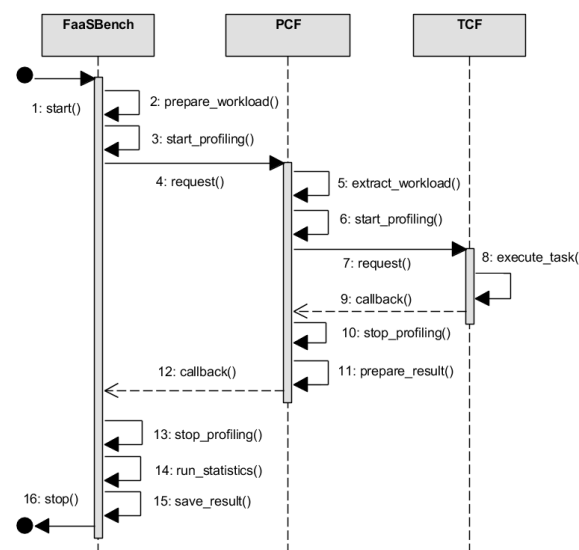 FaaSBench
PCF
TCF
1: start()
2: prepare_workload()
3: start_profiling()
4: request()
5: extract_workload()
6: start_profiling()
7: request()
8: execute_task(
9: callback()
10: stop_profiling()
11: prepare_result()
12: callback()
13: stop_profiling()
14: run_statistics()
15: save_result()
16: stop()